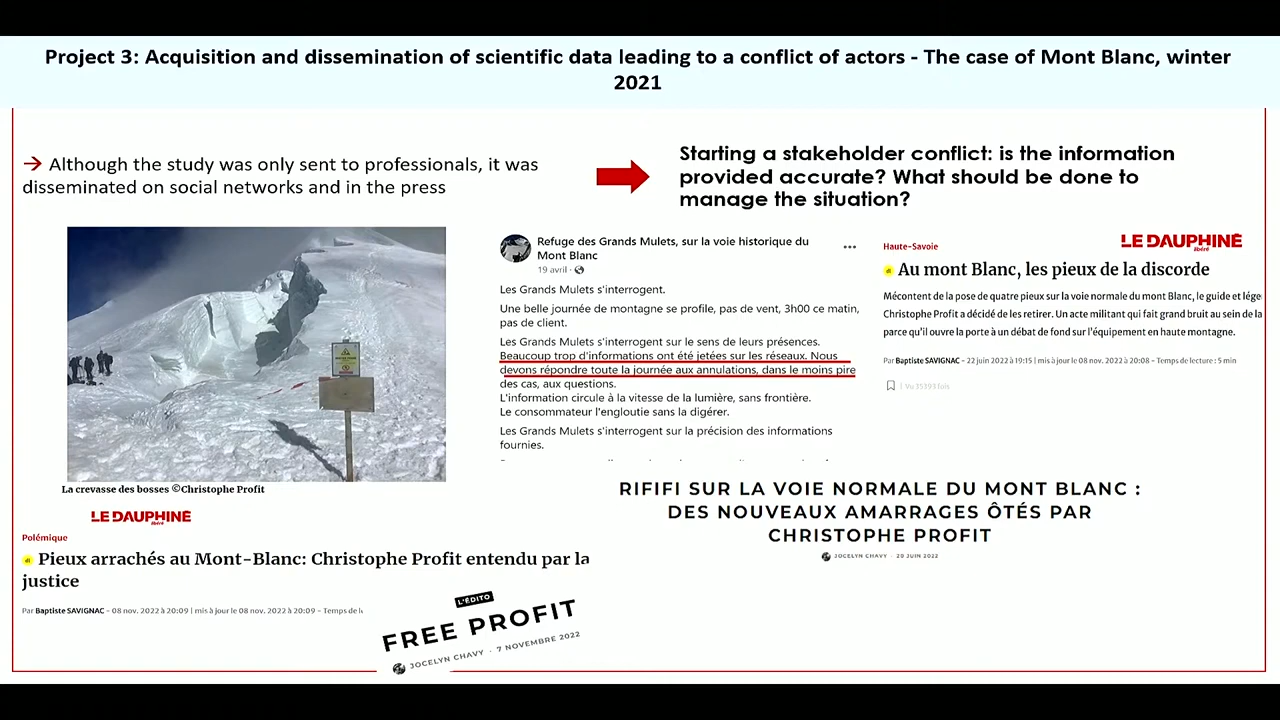 Project 3: Acquisition and dissemination of scientific data leading to a conflict of actors - The case of Mont Blanc, winter
2021
→ Although the study was only sent to professionals, it was
disseminated on social networks and in the press
Starting a stakeholder conflict: is the information
provided accurate? What should be done to
manage the situation?
La crevasse des bosses ©Christophe Profit
Refuge des Grands Mulets, sur la voie historique du
Mont Blanc
19 avril ·
Les Grands Mulets s'interrogent.
Une belle journée de montagne se profile, pas de vent, 3h00 ce matin,
pas de client.
Les Grands Mulets s'interrogent sur le sens de leurs présences.
Beaucoup trop d'informations ont été jetées sur les réseaux. Nous
devons répondre toute la journée aux annulations, dans le moins pire
des cas, aux questions.
L'information circule à la vitesse de la lumière, sans frontière.
Le consommateur l'engloutie sans la digérer.
Les Grands Mulets s'interrogent sur la précision des informations
fournies.
LE DAUPHINÉ
libéré
Haute-Savoie
Au mont Blanc, les pieux de la discorde
Mécontent de la pose de quatre pieux sur la voie normale du mont Blanc, le guide et lége
Christophe Profit a décidé de les retirer. Un acte militant qui fait grand bruit au sein de la
parce qu'il ouvre la porte à un débat de fond sur l'équipement en haute montagne.
Par Baptiste SAVIGNAC - 22 juin 2022 à 19:15 | mis à jour le 08 nov. 2022 à 20:08 - Temps de lecture : 5 min
Vu 35193 fois
LE DAUPHINÉ
libéré
Polémique
Pieux arrachés au Mont-Blanc: Christophe Profit entendu par la
justice
Par Baptiste SAVIGNAC - 08 nov. 2022 à 20:09 | mis à jour le 08 nov. 2022 à 20:09 - Temps de
RIFIFI SUR LA VOIE NORMALE DU MONT BLANC :
DES NOUVEAUX AMARRAGES ÔTÉS PAR
CHRISTOPHE PROFIT
JOCELYN CHAVY · 29 JUIN 2022
L'ÉDITO
FREE PROFIT
JOCELYN CHAVY · 7 NOVEMBRE 2022